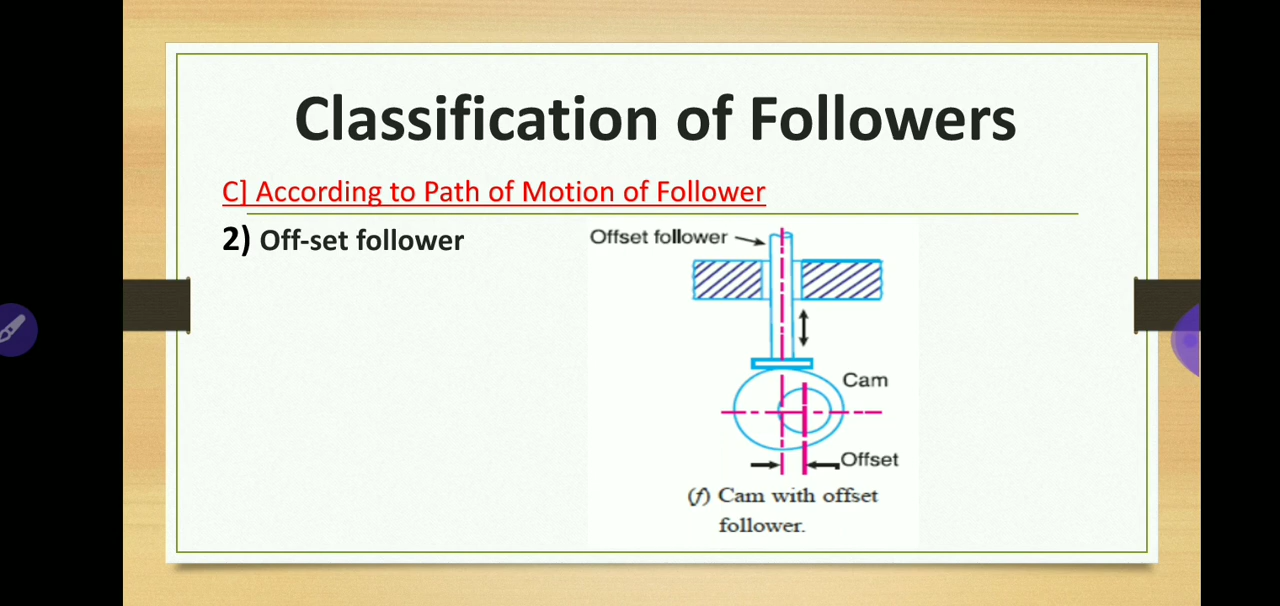 Classification of Followers
C] According to Path of Motion of Follower
2) Off-set follower
Offset follower
Cam
Offset
(f) Cam with offset
follower.